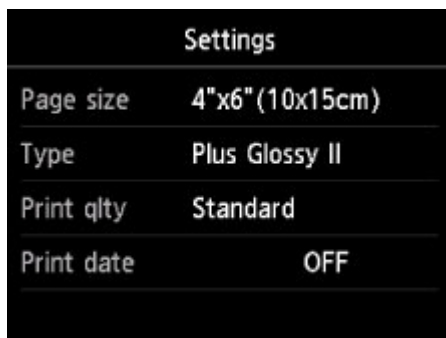 Settings
Page size 4"x6"(10x15cm)
Type Plus Glossy II
Print qlty Standard
Print date OFF